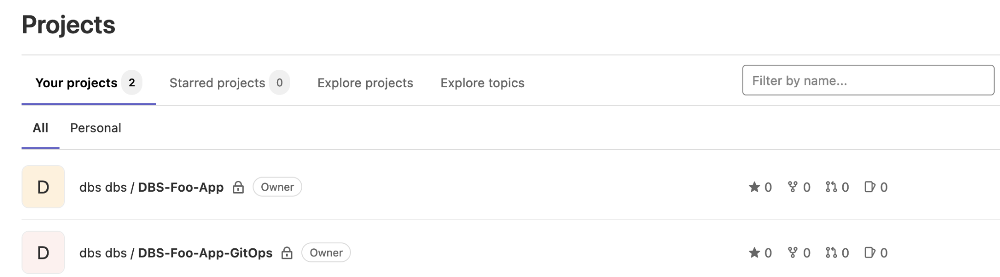 Projects
Your projects 2 Starred projects 0 Explore projects Explore topics Filter by name...
All Personal
D dbs dbs / DBS-Foo-App Owner 0 0 0 0
D dbs dbs / DBS-Foo-App-GitOps Owner 0 0 0 0